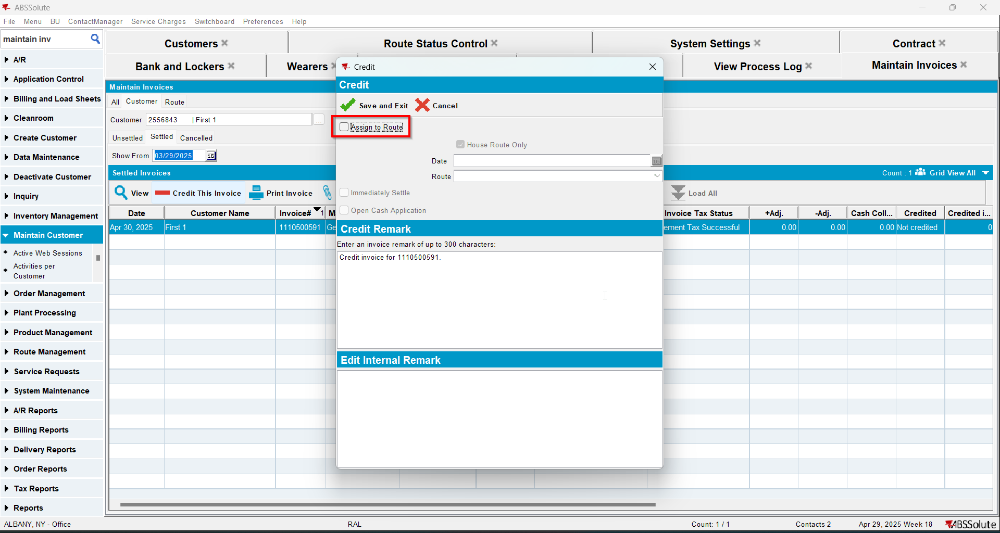 ABSSolute
File Menu BU ContactManager Service Charges Switchboard Preferences Help
maintain inv
Customers
Route Status Control
System Settings
Contract
Bank and Lockers
Wearers
View Process Log
Maintain Invoices
A/R
Application Control
Billing and Load Sheets
Cleanroom
Create Customer
Data Maintenance
Deactivate Customer
Inquiry
Inventory Management
Maintain Customer
Active Web Sessions
Activities per
Customer
Order Management
Plant Processing
Product Management
Route Management
Service Requests
System Maintenance
A/R Reports
Billing Reports
Delivery Reports
Order Reports
Tax Reports
Reports
Maintain Invoices
All Customer Route
Customer 2556843 | First 1 ...
Unsettled Settled Cancelled
Show From 03/29/2025 16
Settled Invoices
Count : 1 Grid View All
View Credit This Invoice Print Invoice
Load All
Date Customer Name Invoice# 1
Invoice Tax Status +Adj. -Adj. Cash Coll... Credited Credited i...
Apr 30, 2025 First 1 1110500591 Ge
ement Tax Successful 0.00 0.00 0.00 Not credited 0
Credit
Credit
Save and Exit Cancel
Assign to Route
House Route Only
Date 16
Route
Immediately Settle
Open Cash Application
Credit Remark
Enter an invoice remark of up to 300 characters:
Credit invoice for 1110500591.
Edit Internal Remark
ALBANY, NY - Office RAL Count: 1 / 1 Contacts 2 Apr 29, 2025 Week 18 ABSSolute